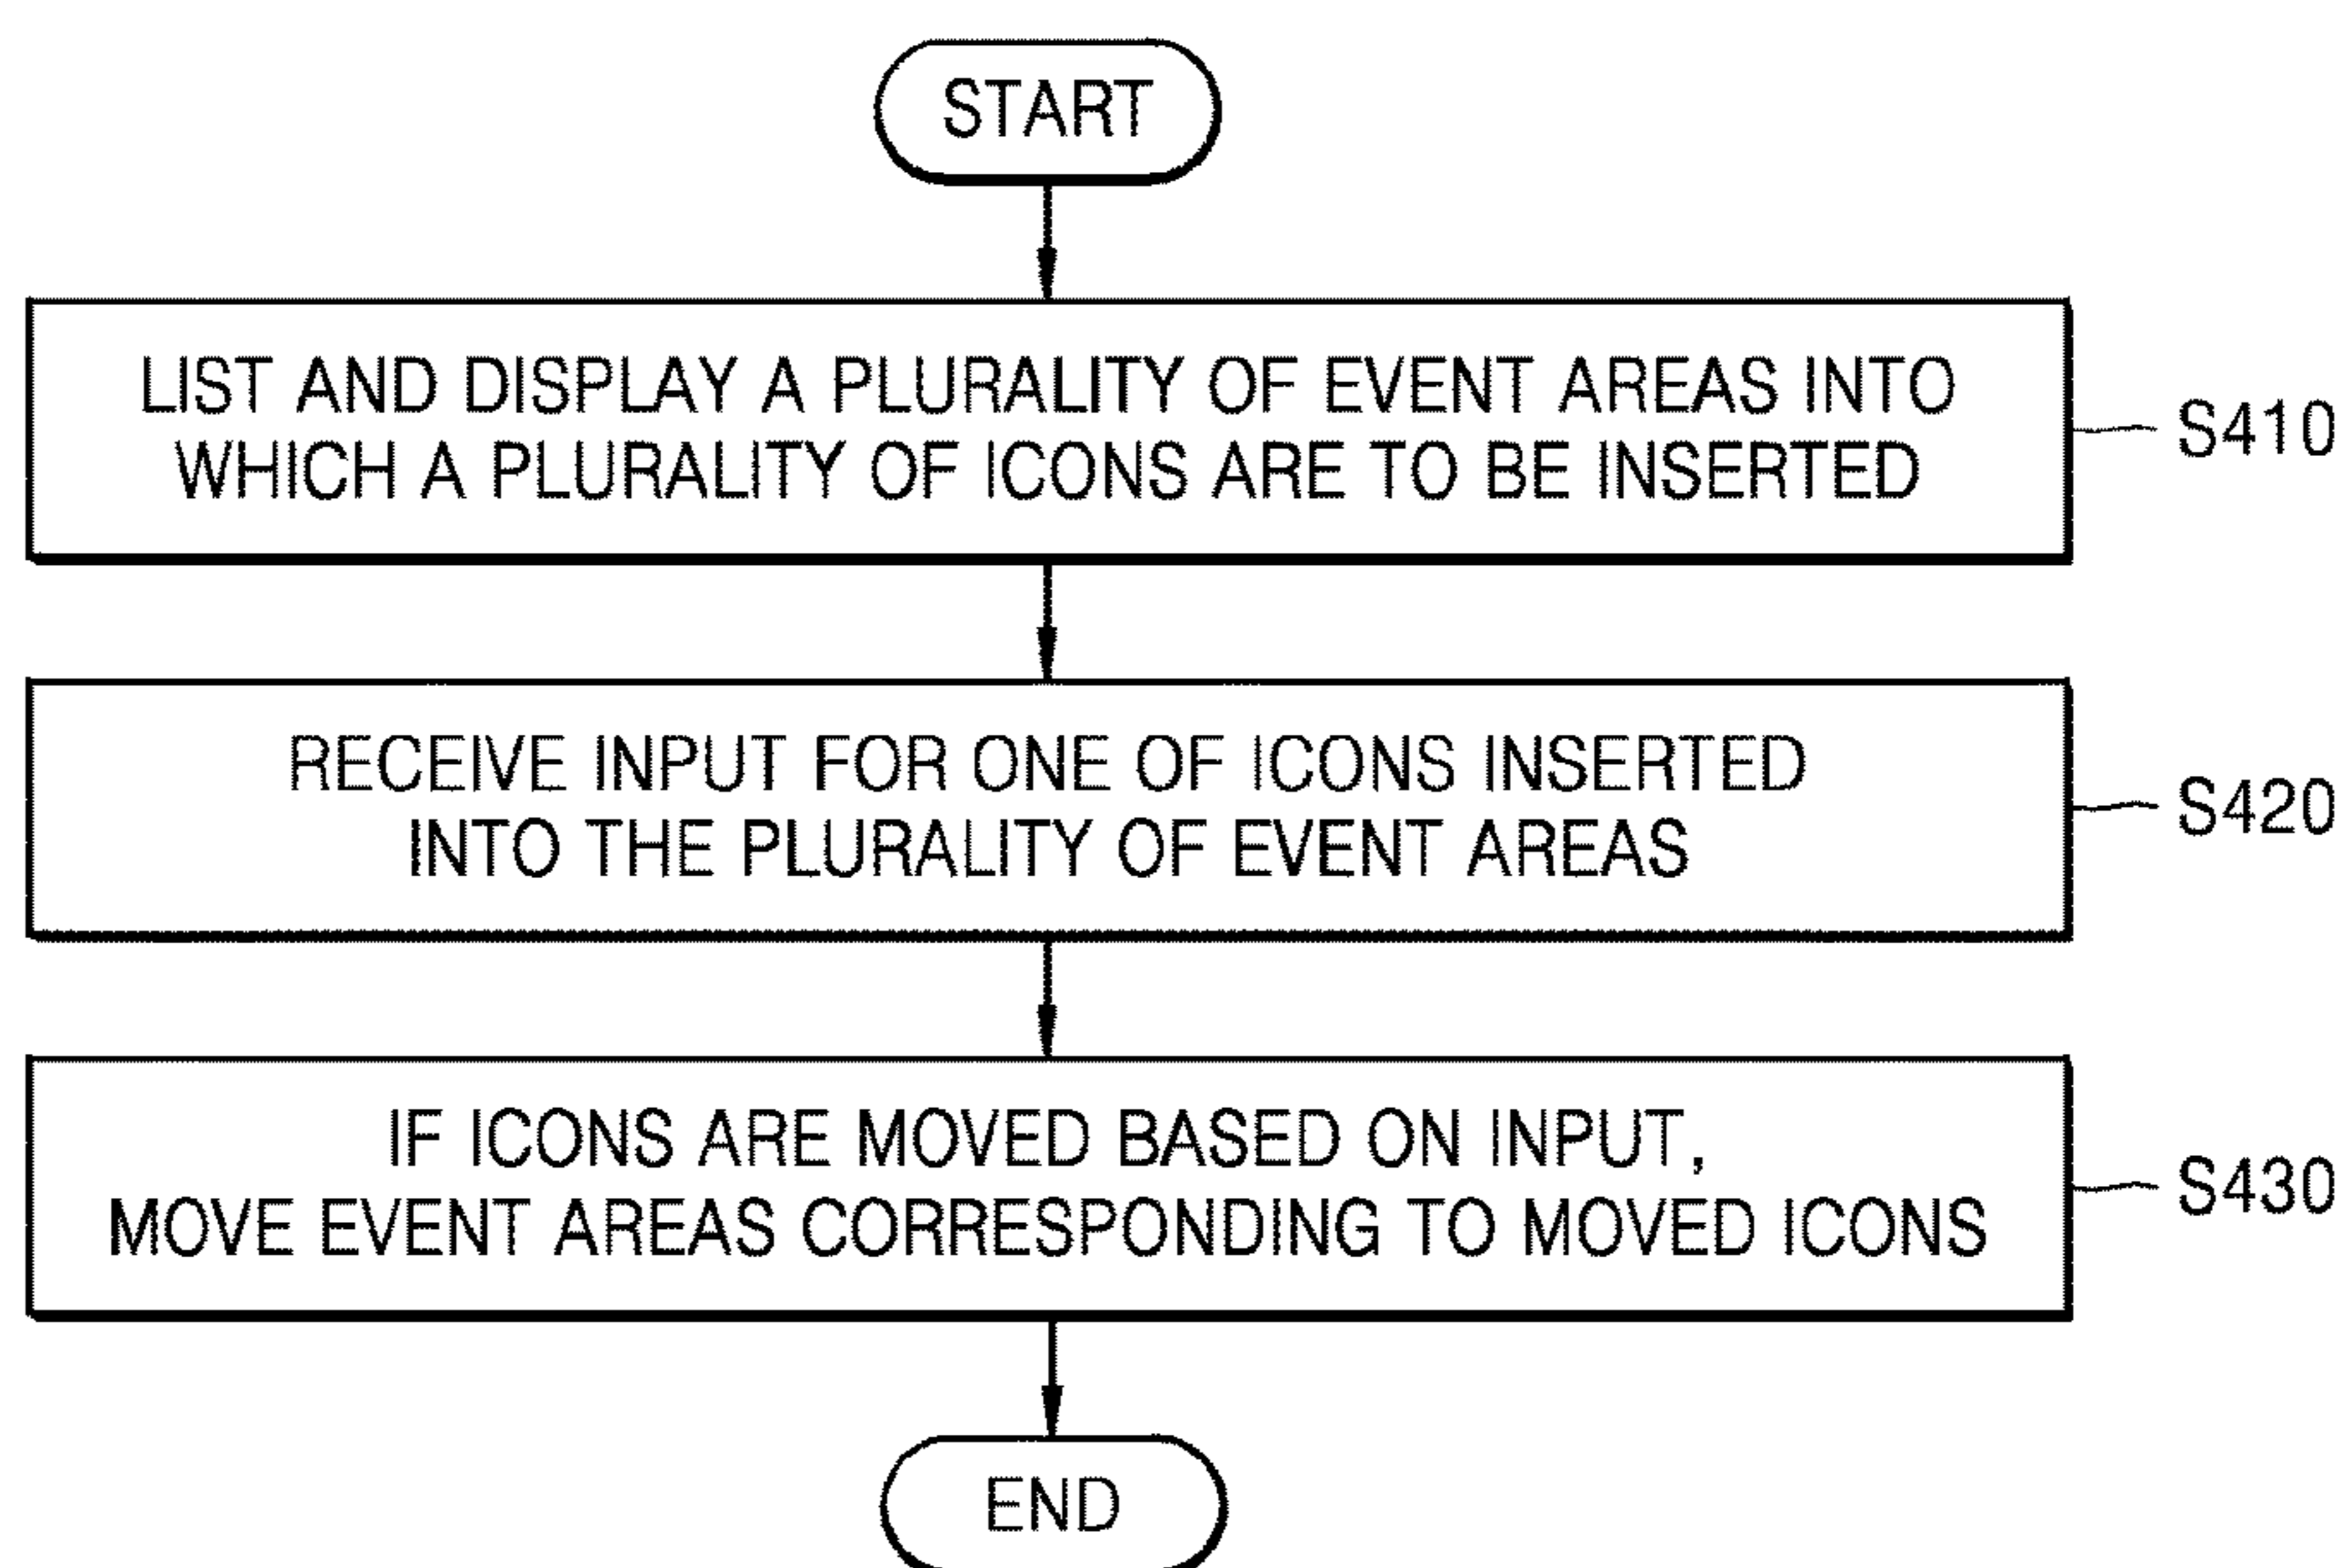 START
LIST AND DISPLAY A PLURALITY OF EVENT AREAS INTO
WHICH A PLURALITY OF ICONS ARE TO BE INSERTED
S410
RECEIVE INPUT FOR ONE OF ICONS INSERTED
INTO THE PLURALITY OF EVENT AREAS
S420
IF ICONS ARE MOVED BASED ON INPUT,
MOVE EVENT AREAS CORRESPONDING TO MOVED ICONS
S430
END